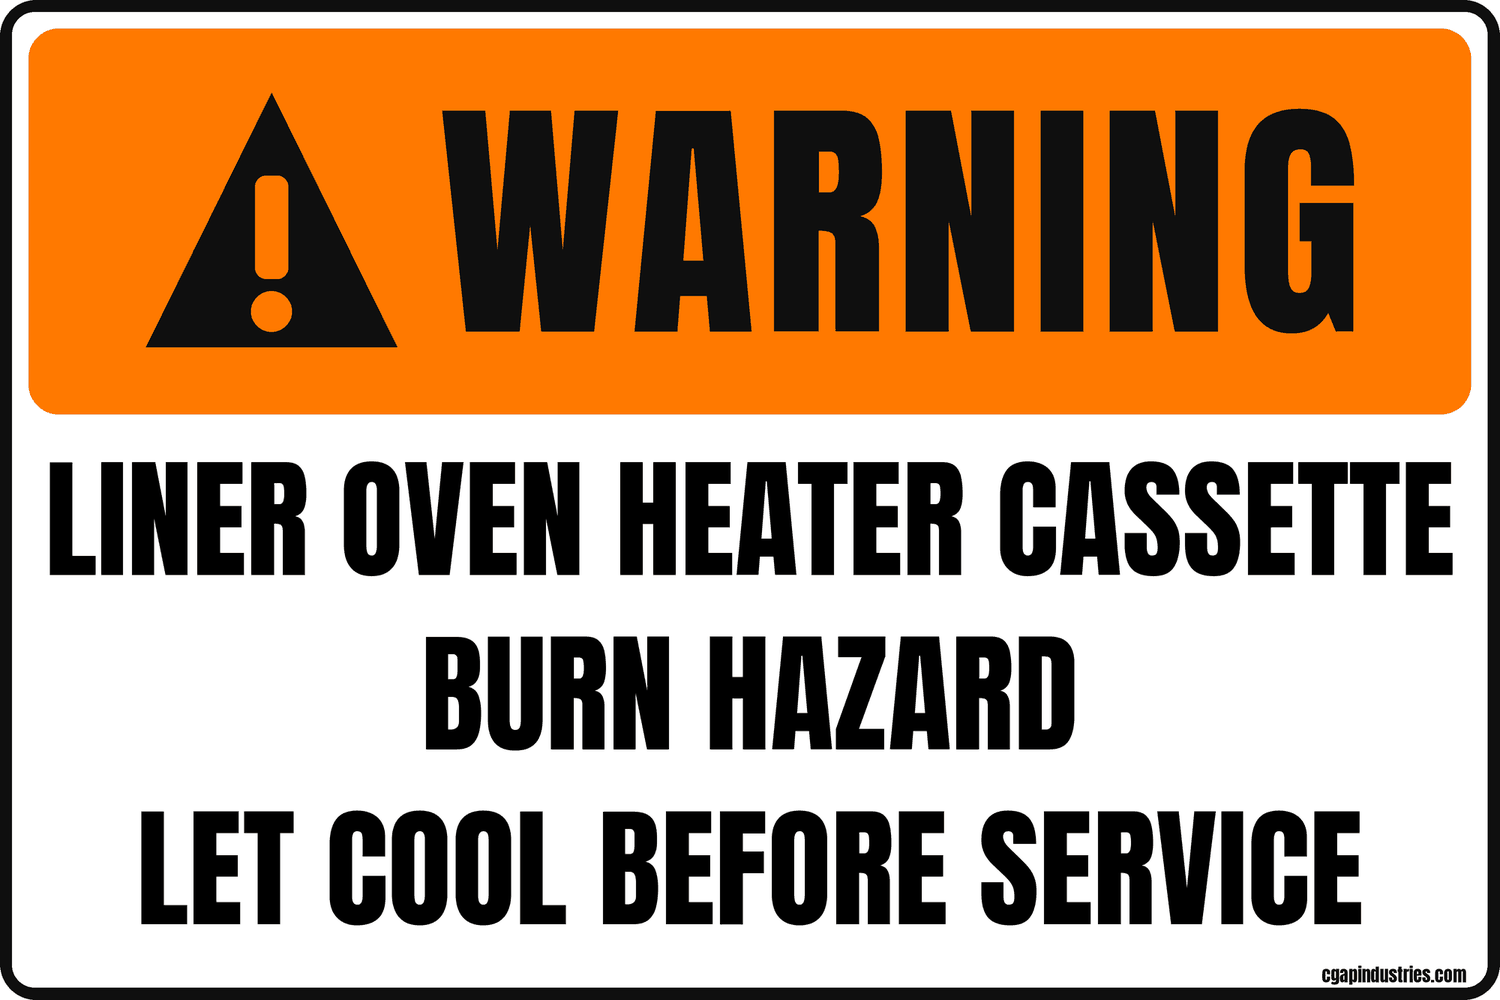 WARNING
LINER OVEN HEATER CASSETTE
BURN HAZARD
LET COOL BEFORE SERVICE
cgapindustries.com